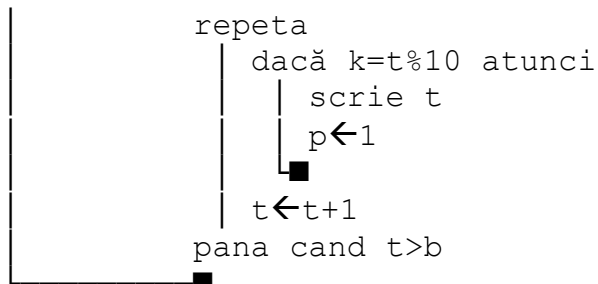 repeta
dacă k=t%10 atunci
scrie t
p←1
t←t+1
pana cand t>b